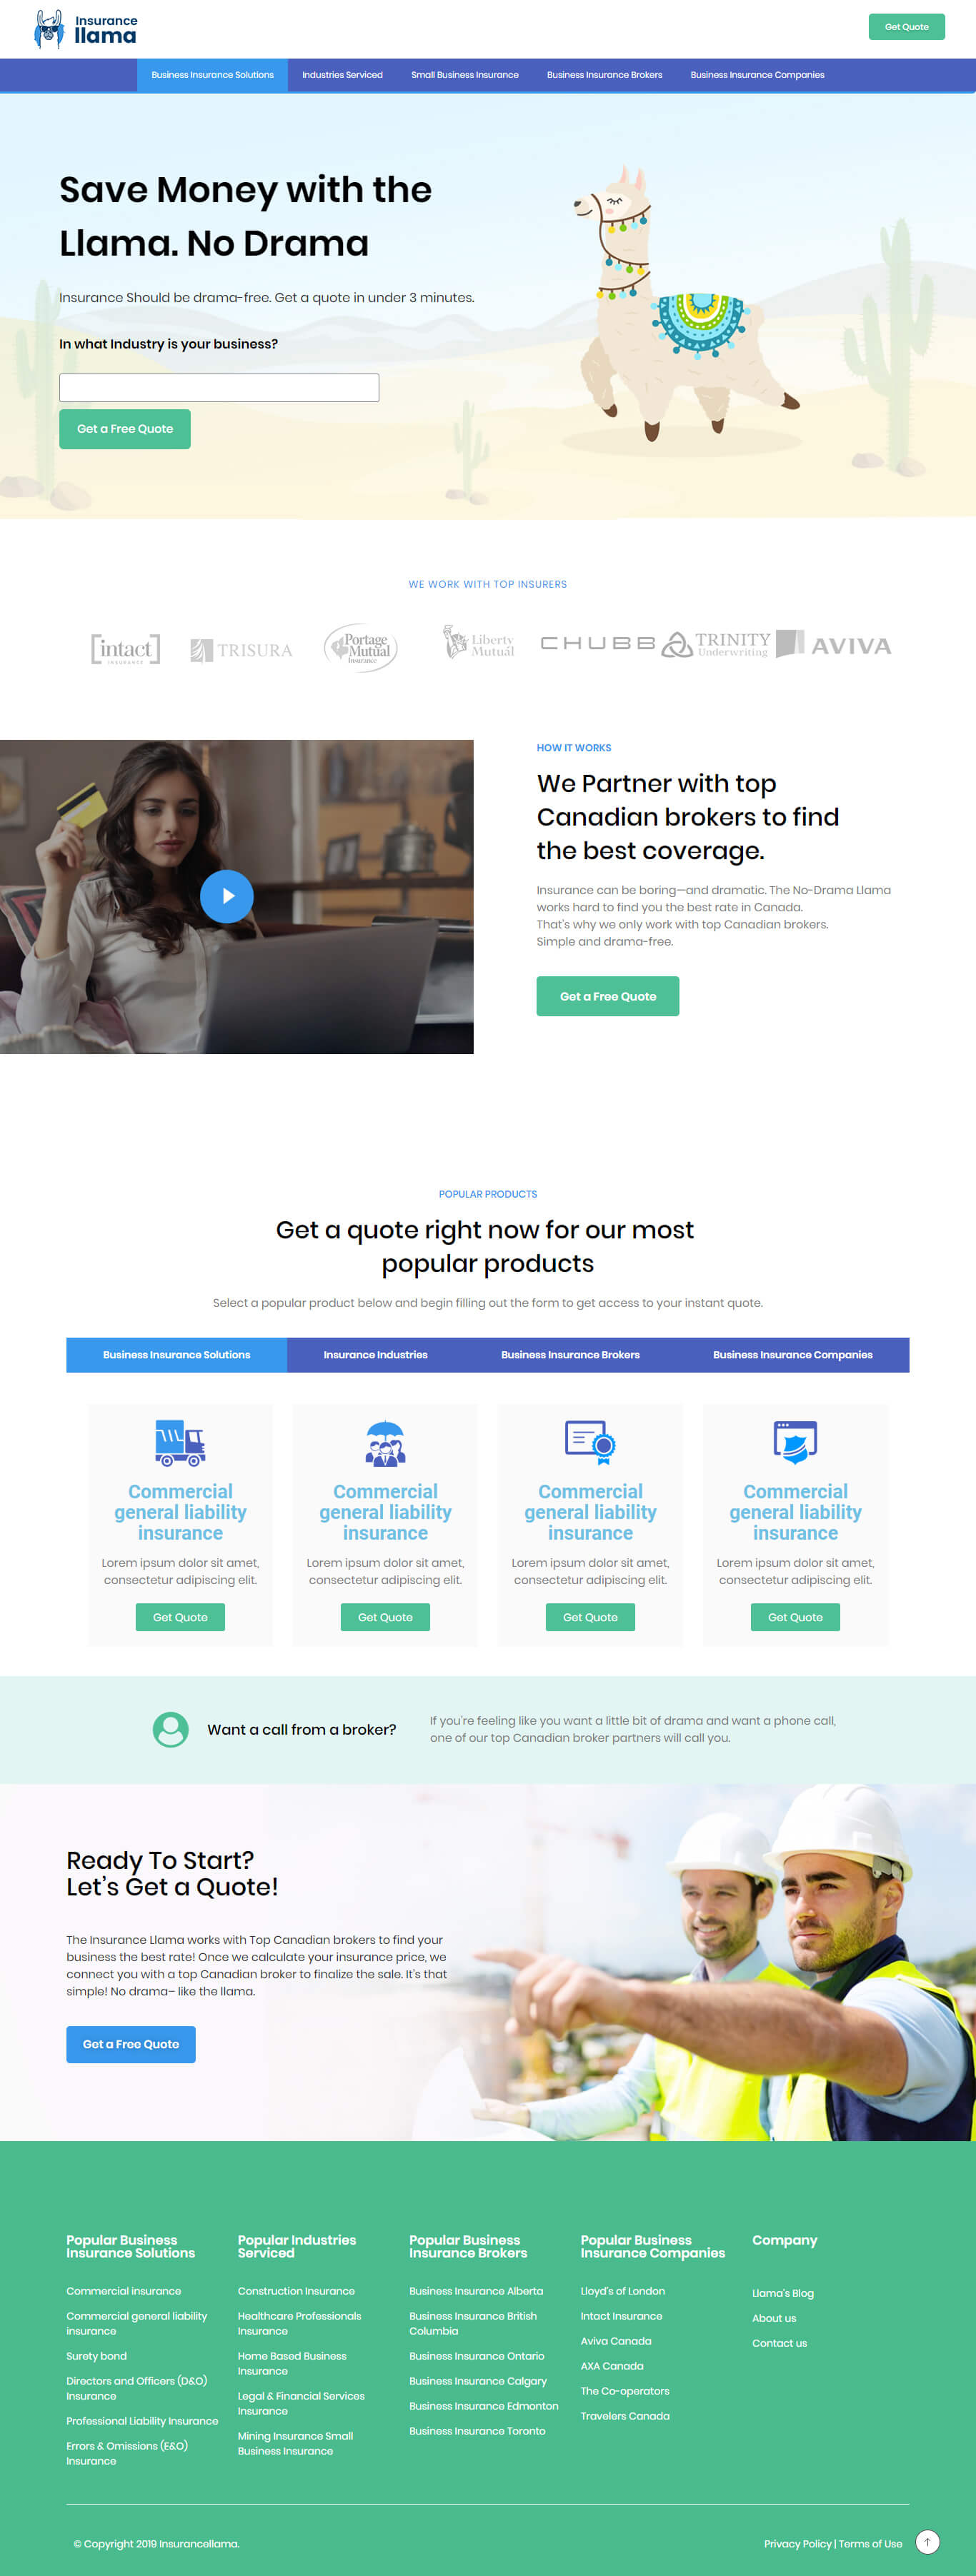 Insurance
llama
Get Quote
Business Insurance Solutions
Industries Serviced
Small Business Insurance
Business Insurance Brokers
Business Insurance Companies
Save Money with the
Llama. No Drama
Insurance Should be drama-free. Get a quote in under 3 minutes.
In what Industry is your business?
Get a Free Quote
WE WORK WITH TOP INSURERS
intact
INSURANCE
TRISURA
Portage
Mutual
Insurance
Liberty
Mutual
CHUBB
TRINITY
Underwriting
AVIVA
HOW IT WORKS
We Partner with top
Canadian brokers to find
the best coverage.
Insurance can be boring—and dramatic. The No-Drama Llama
works hard to find you the best rate in Canada.
That's why we only work with top Canadian brokers.
Simple and drama-free.
Get a Free Quote
POPULAR PRODUCTS
Get a quote right now for our most
popular products
Select a popular product below and begin filling out the form to get access to your instant quote.
Business Insurance Solutions
Insurance Industries
Business Insurance Brokers
Business Insurance Companies
Commercial
general liability
insurance
Lorem ipsum dolor sit amet,
consectetur adipiscing elit.
Get Quote
Commercial
general liability
insurance
Lorem ipsum dolor sit amet,
consectetur adipiscing elit.
Get Quote
Commercial
general liability
insurance
Lorem ipsum dolor sit amet,
consectetur adipiscing elit.
Get Quote
Commercial
general liability
insurance
Lorem ipsum dolor sit amet,
consectetur adipiscing elit.
Get Quote
Want a call from a broker?
If you're feeling like you want a little bit of drama and want a phone call,
one of our top Canadian broker partners will call you.
Ready To Start?
Let's Get a Quote!
The Insurance Llama works with Top Canadian brokers to find your
business the best rate! Once we calculate your insurance price, we
connect you with a top Canadian broker to finalize the sale. It's that
simple! No drama– like the llama.
Get a Free Quote
Popular Business
Insurance Solutions
Commercial insurance
Commercial general liability
insurance
Surety bond
Directors and Officers (D&O)
Insurance
Professional Liability Insurance
Errors & Omissions (E&O)
Insurance
Popular Industries
Serviced
Construction Insurance
Healthcare Professionals
Insurance
Home Based Business
Insurance
Legal & Financial Services
Insurance
Mining Insurance Small
Business Insurance
Popular Business
Insurance Brokers
Business Insurance Alberta
Business Insurance British
Columbia
Business Insurance Ontario
Business Insurance Calgary
Business Insurance Edmonton
Business Insurance Toronto
Popular Business
Insurance Companies
Lloyd's of London
Intact Insurance
Aviva Canada
AXA Canada
The Co-operators
Travelers Canada
Company
Llama's Blog
About us
Contact us
© Copyright 2019 Insurancellama.
Privacy Policy | Terms of Use